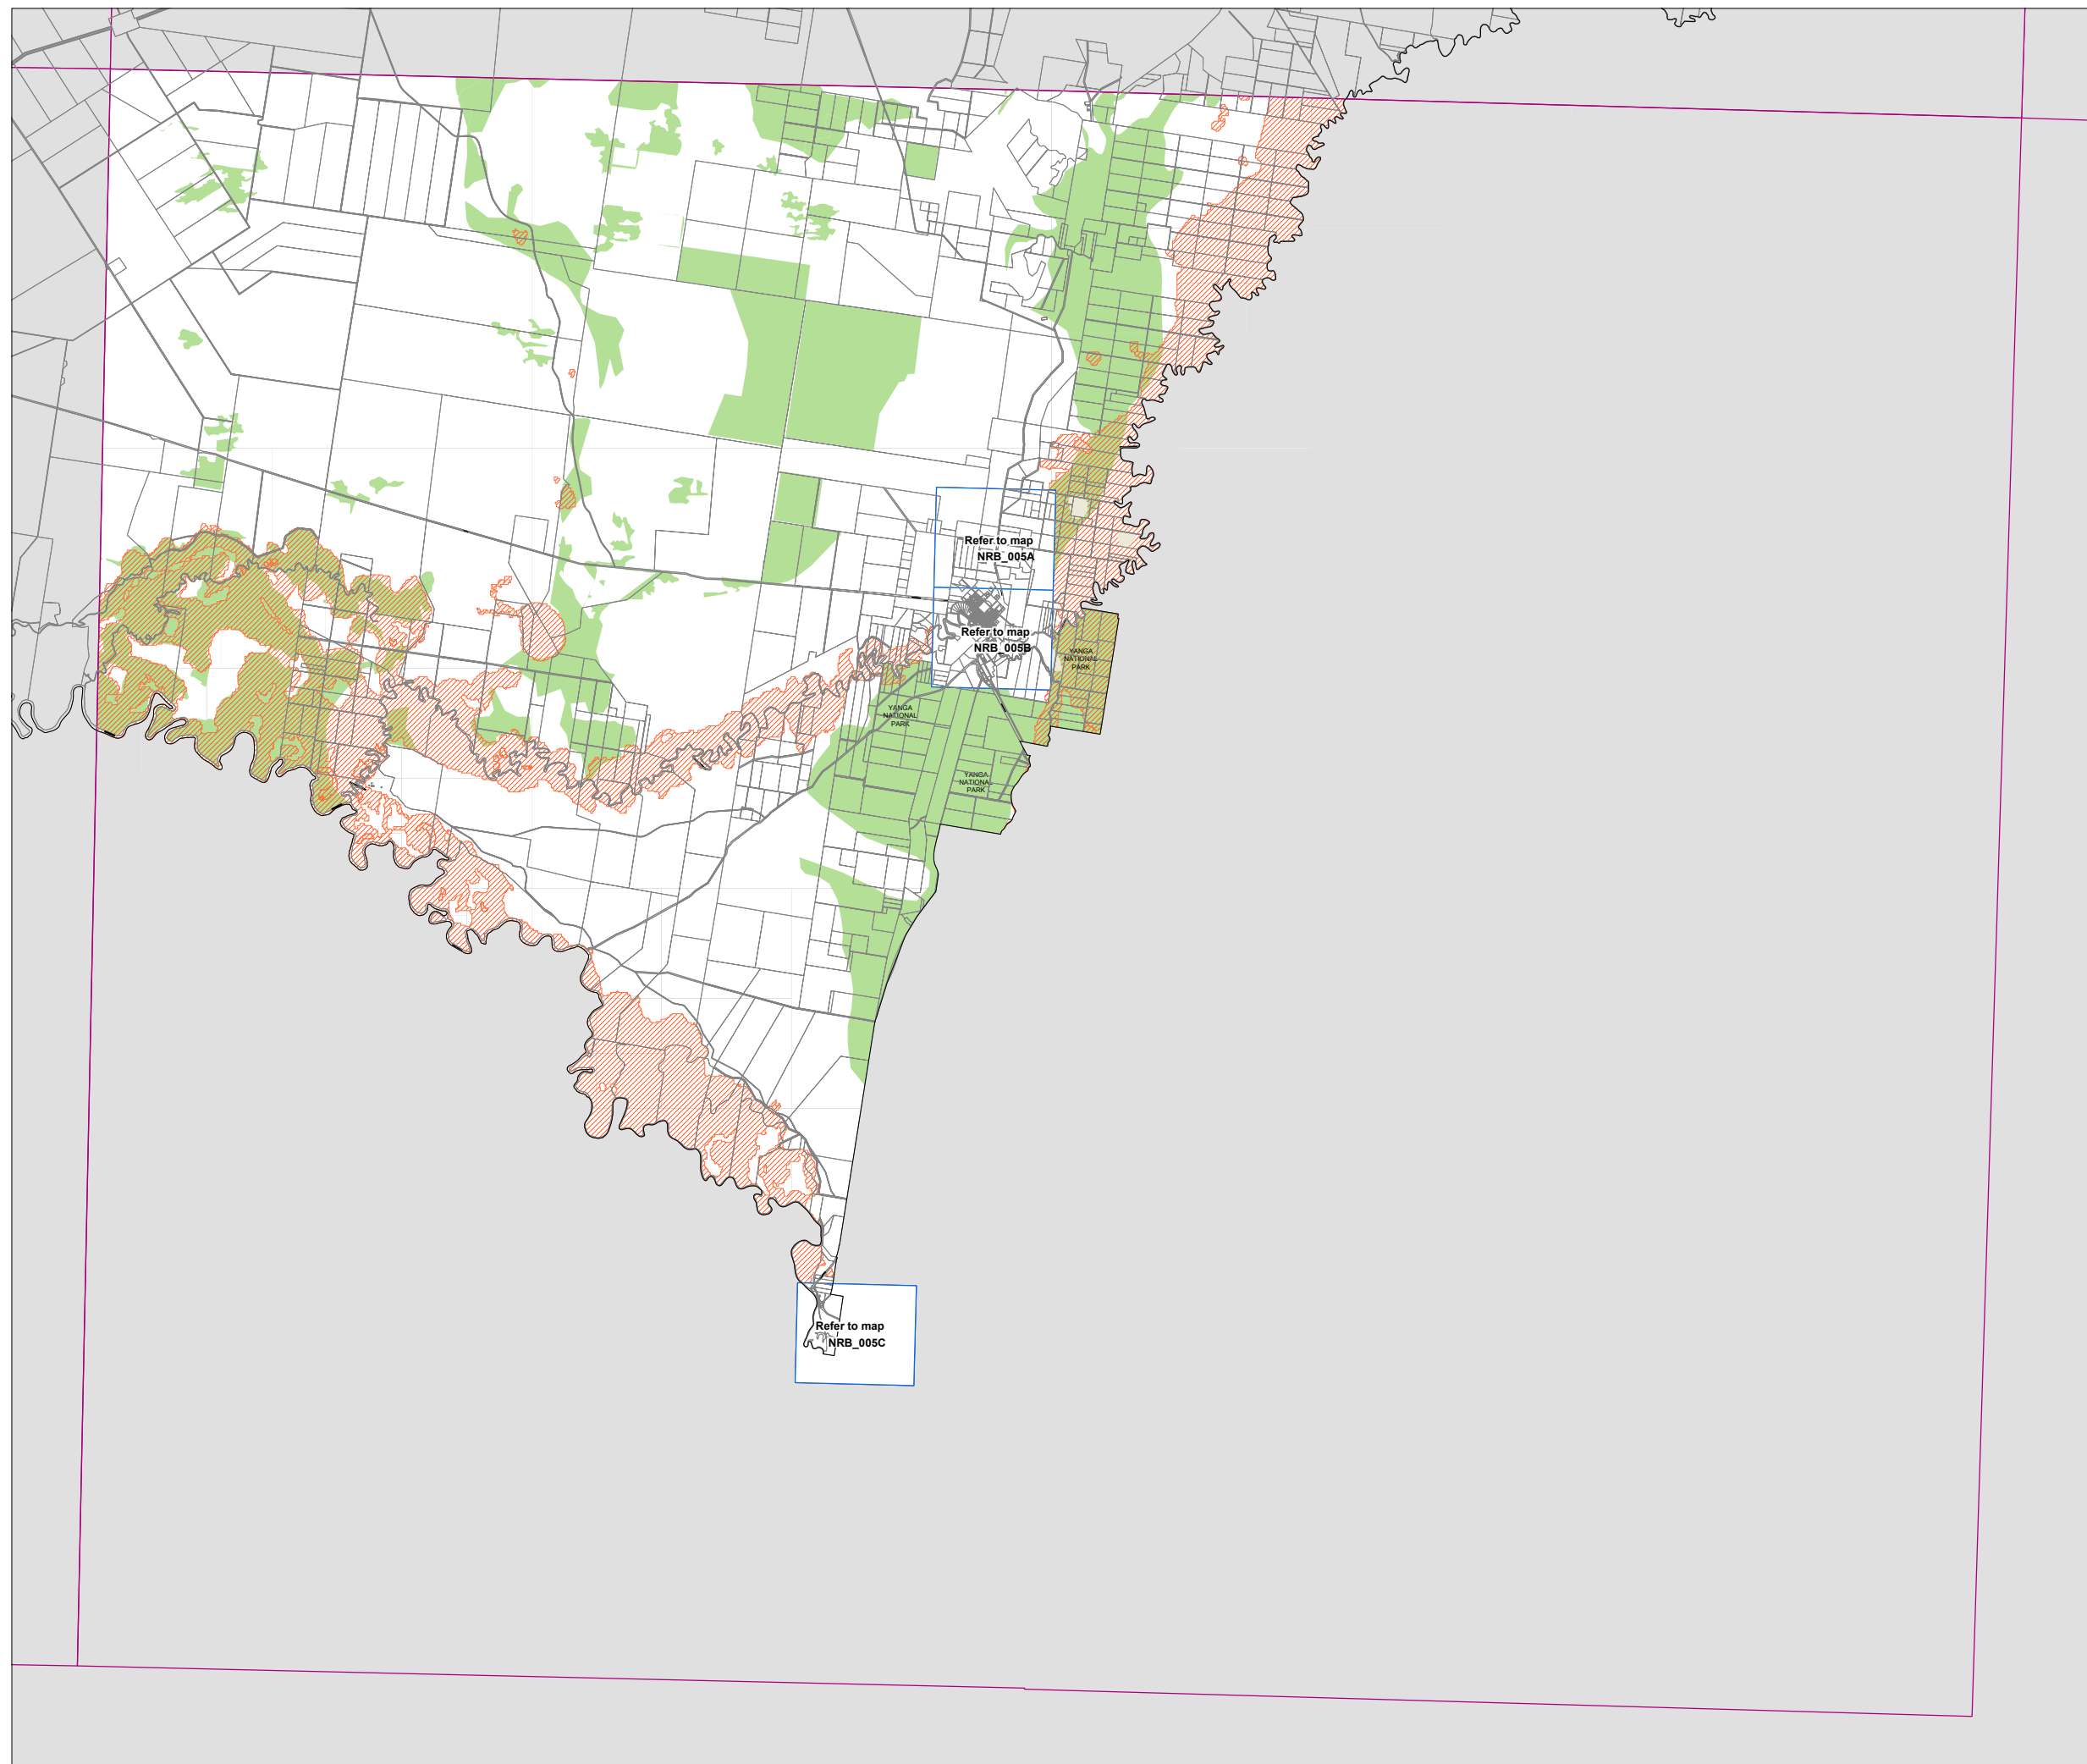 Refer to map
NRB_005A
Refer to map
NRB_005B
YANGA
NATIONAL
PARK
YANGA
NATIONAL
PARK
YANGA
NATIONAL
PARK
Refer to map
NRB_005C